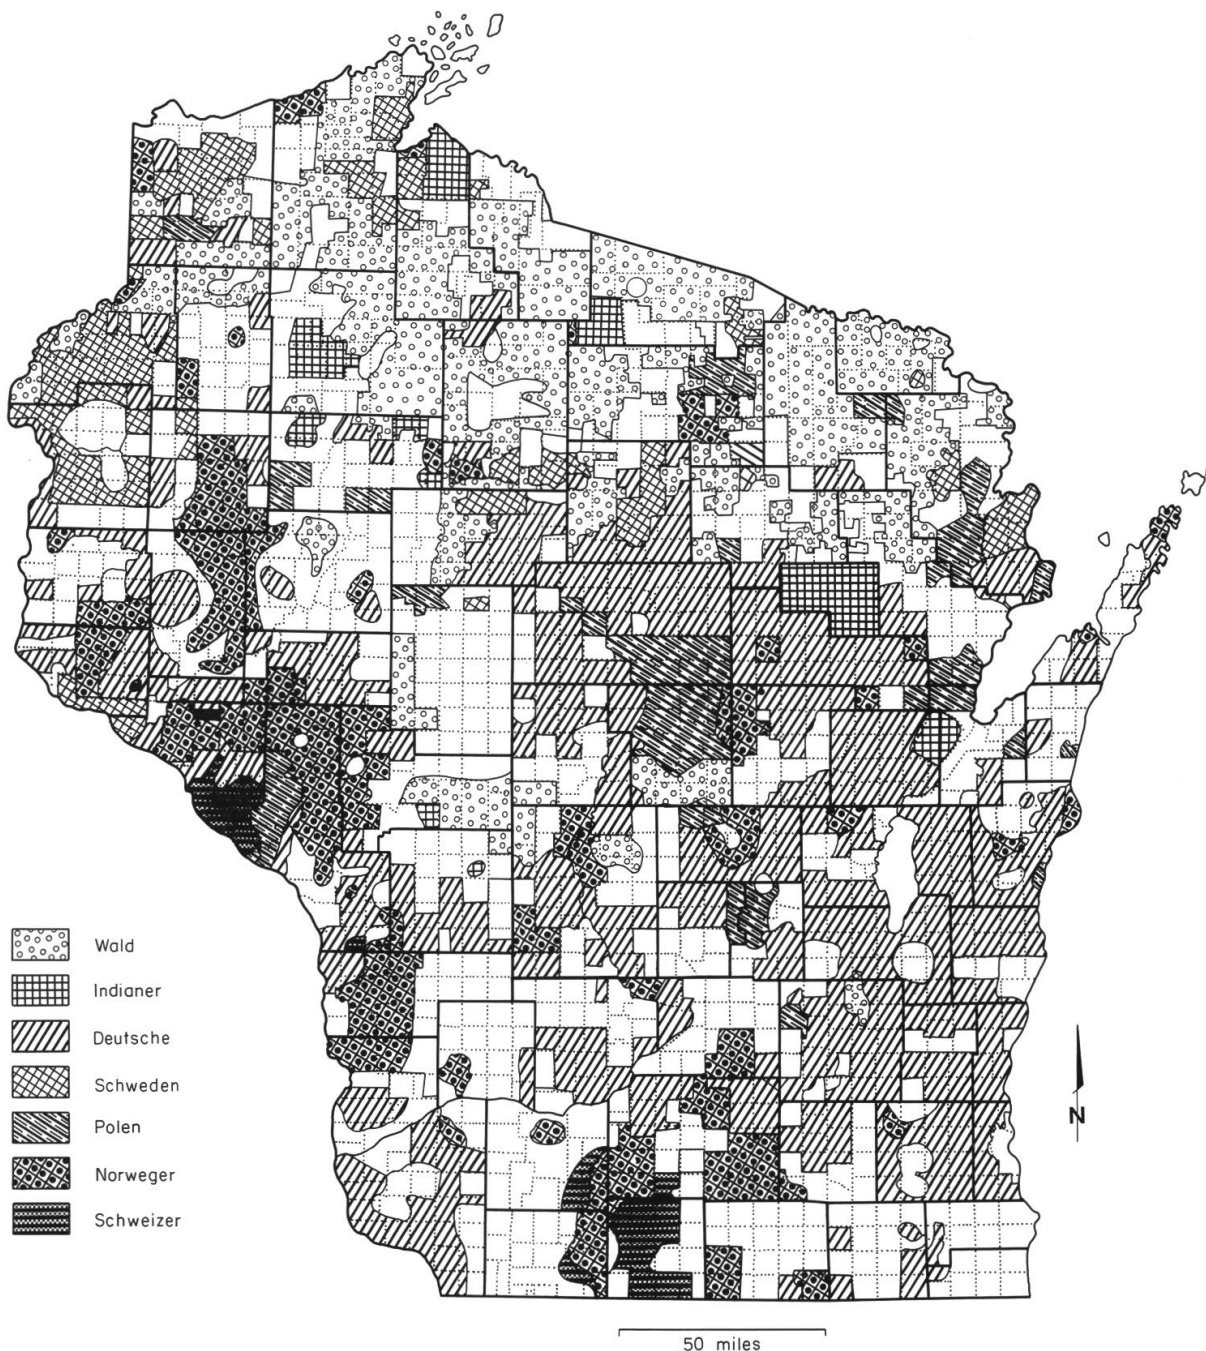 Wald
Indianer
Deutsche
Schweden
Polen
Norweger
Schweizer
N
50 miles